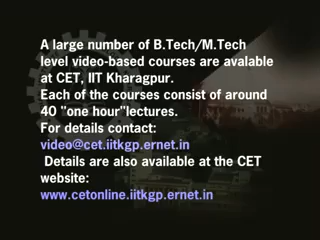 A large number of B.Tech/M.Tech
level video-based courses are avalable
at CET, IIT Kharagpur.
Each of the courses consist of around
40 "one hour"lectures.
For details contact:
video@cet.iitkgp.ernet.in
Details are also available at the CET
website:
www.cetonline.iitkgp.ernet.in